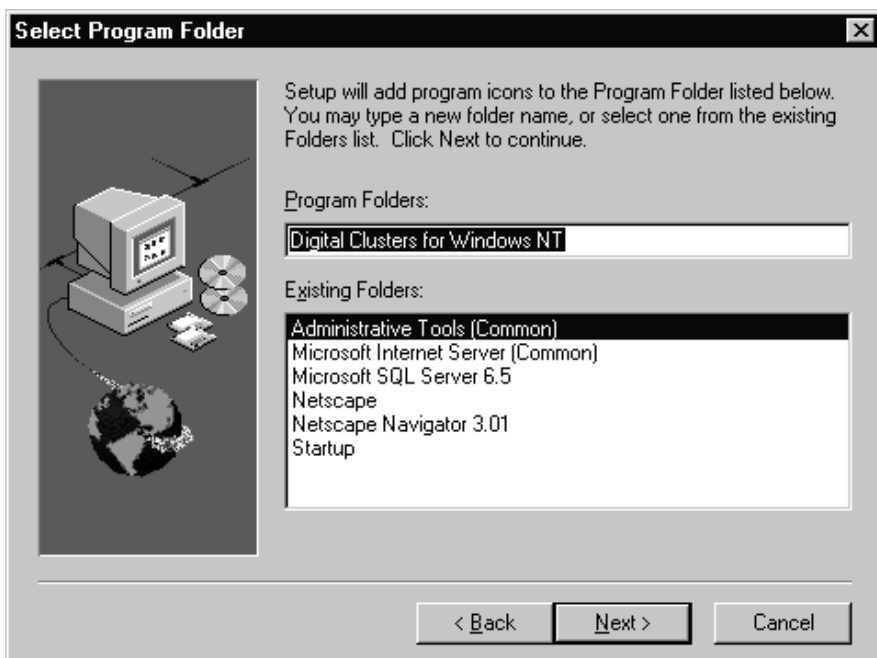 Select Program Folder
Setup will add program icons to the Program Folder listed below.
You may type a new folder name, or select one from the existing
Folders list.  Click Next to continue.
Program Folders:
Digital Clusters for Windows NT
Existing Folders:
Administrative Tools (Common)
Microsoft Internet Server (Common)
Microsoft SQL Server 6.5
Netscape
Netscape Navigator 3.01
Startup
< Back
Next >
Cancel